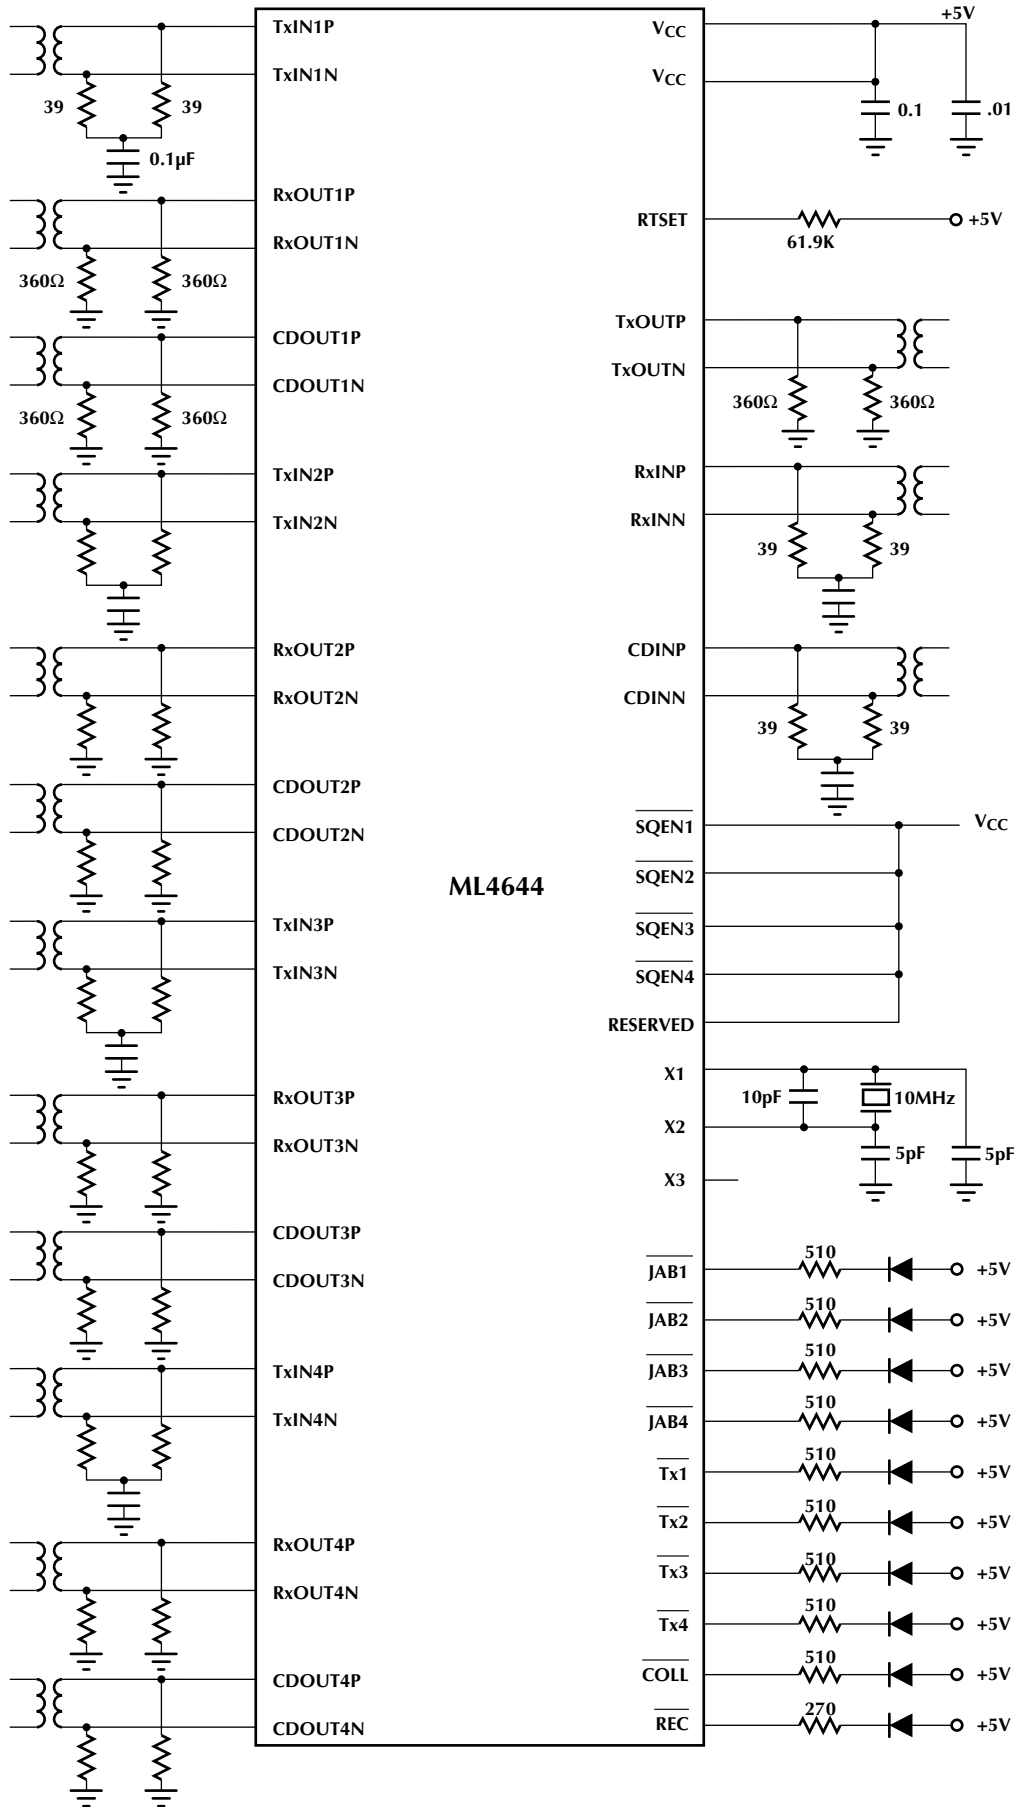 TxIN1P
TxIN1N
39
39
0.1µF
RxOUT1P
RxOUT1N
360Ω
360Ω
CDOUT1P
CDOUT1N
360Ω
360Ω
TxIN2P
TxIN2N
RxOUT2P
RxOUT2N
CDOUT2P
CDOUT2N
TxIN3P
TxIN3N
RxOUT3P
RxOUT3N
CDOUT3P
CDOUT3N
TxIN4P
TxIN4N
RxOUT4P
RxOUT4N
CDOUT4P
CDOUT4N
ML4644
VCC
+5V
VCC
0.1
.01
RTSET
61.9K
+5V
TxOUTP
TxOUTN
360Ω
360Ω
RxINP
RxINN
39
39
CDINP
CDINN
39
39
SQEN1
VCC
SQEN2
SQEN3
SQEN4
RESERVED
X1
10pF
10MHz
X2
5pF
5pF
X3
JAB1
510
+5V
JAB2
510
+5V
JAB3
510
+5V
JAB4
510
+5V
Tx1
510
+5V
Tx2
510
+5V
Tx3
510
+5V
Tx4
510
+5V
COLL
510
+5V
REC
270
+5V